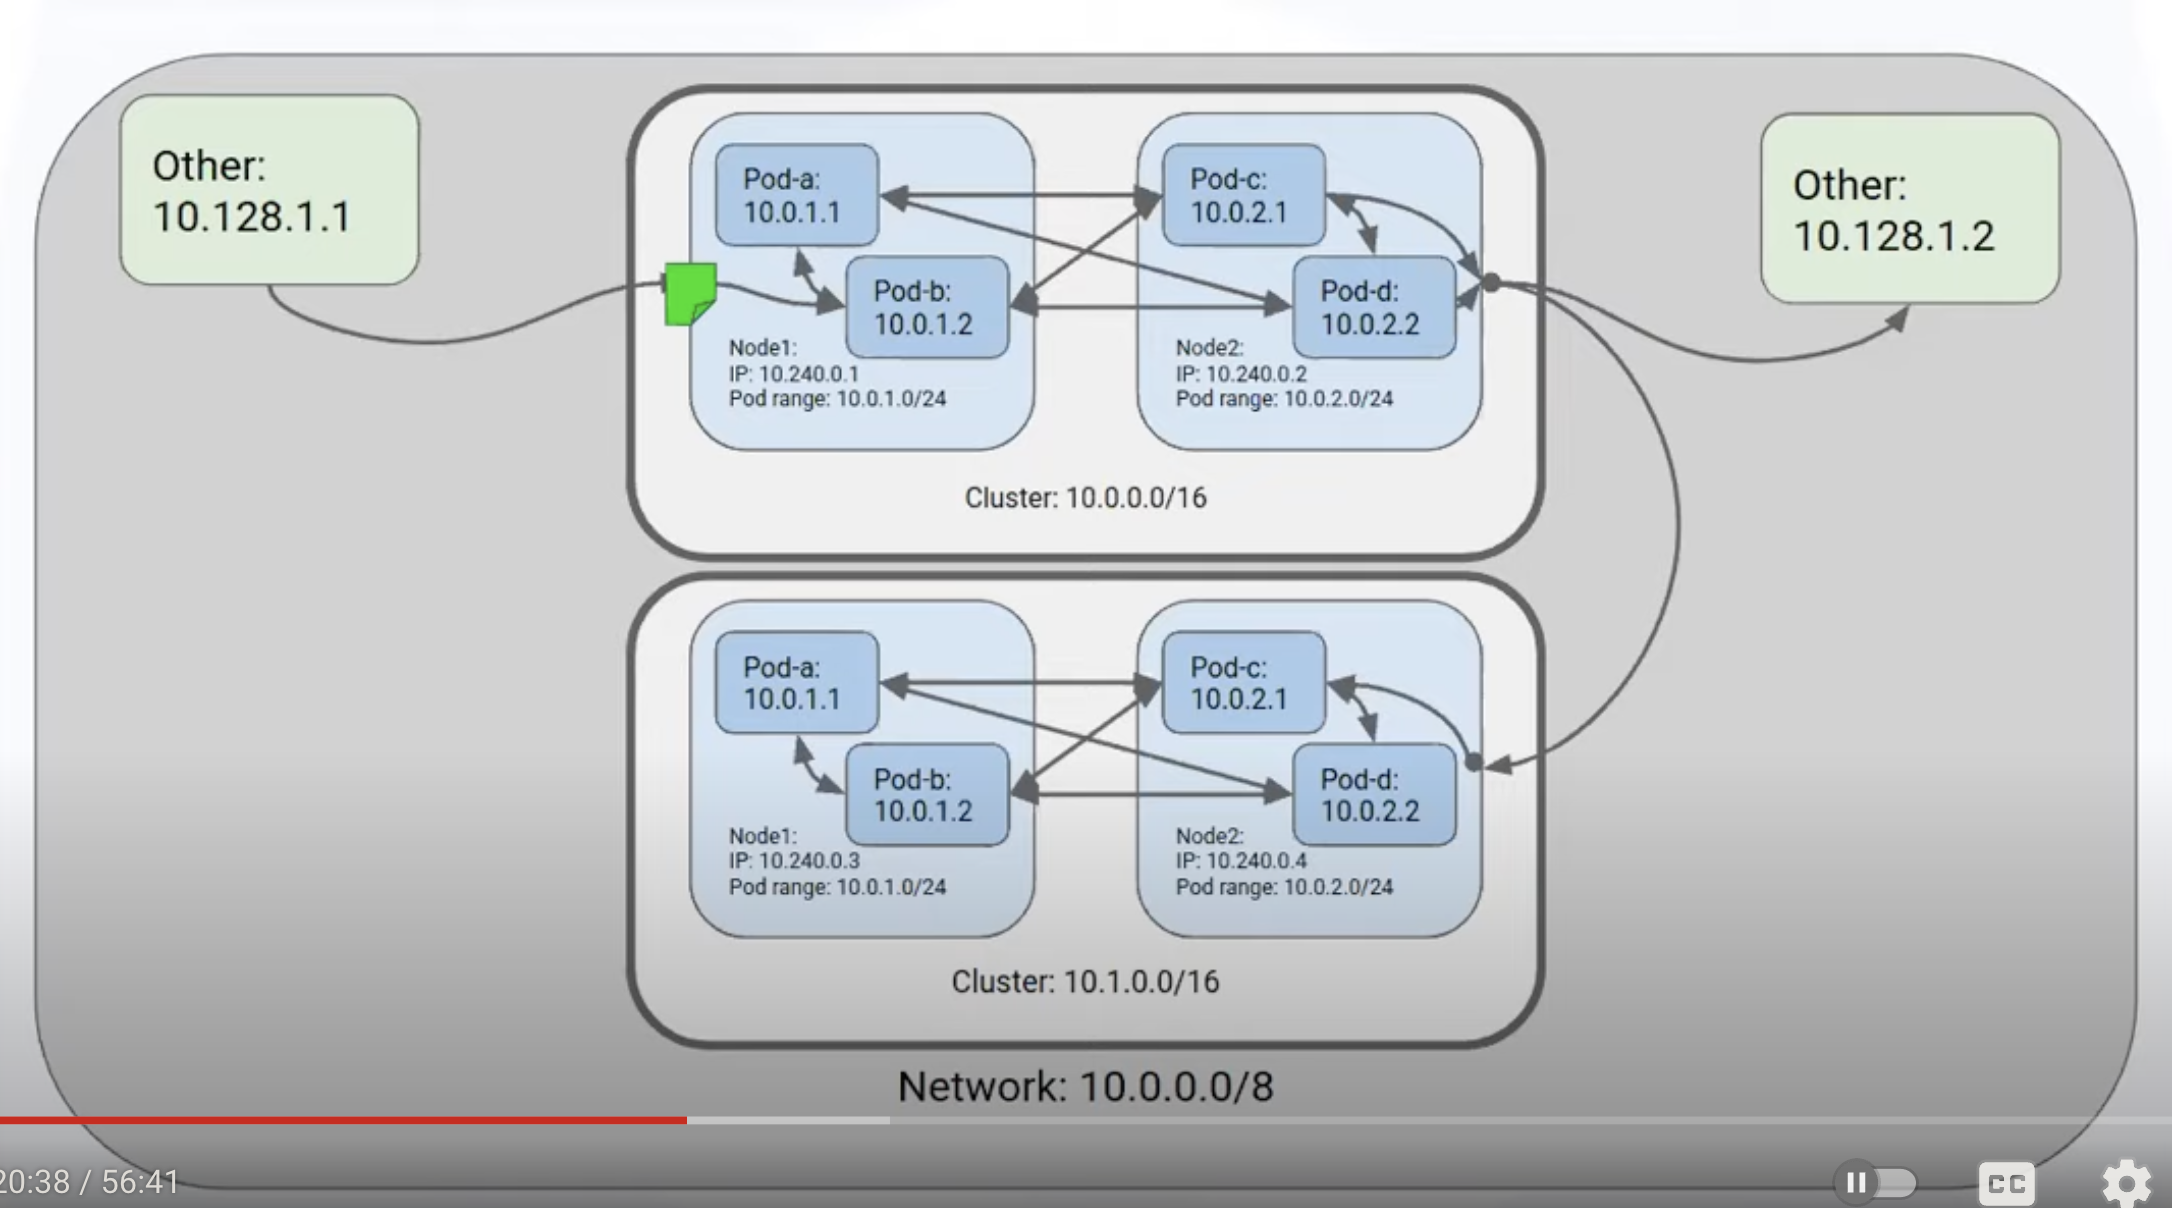 Other:
10.128.1.1
Pod-a:
10.0.1.1
Pod-b:
10.0.1.2
Node1:
IP: 10.240.0.1
Pod range: 10.0.1.0/24
Pod-c:
10.0.2.1
Pod-d:
10.0.2.2
Node2:
IP: 10.240.0.2
Pod range: 10.0.2.0/24
Cluster: 10.0.0.0/16
Other:
10.128.1.2
Pod-a:
10.0.1.1
Pod-b:
10.0.1.2
Node1:
IP: 10.240.0.3
Pod range: 10.0.1.0/24
Pod-c:
10.0.2.1
Pod-d:
10.0.2.2
Node2:
IP: 10.240.0.4
Pod range: 10.0.2.0/24
Cluster: 10.1.0.0/16
Network: 10.0.0.0/8
20:38 / 56:41
CC